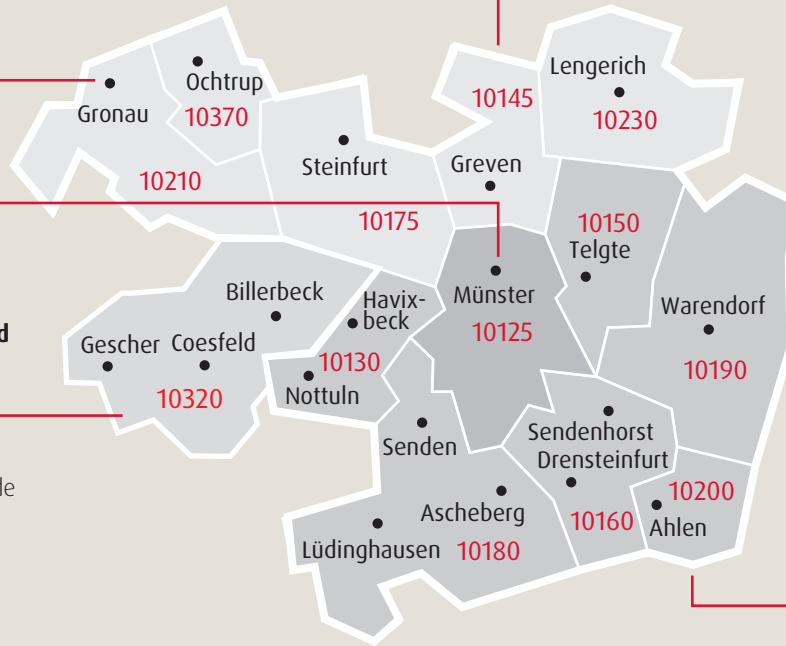 Ochtrup
10370
Gronau
10210
Steinfurt
10175
10145
Greven
Lengerich
10230
10150
Telgte
Münster
10125
Warendorf
10190
Billerbeck
Havix-
beck
10130
Nottuln
d
Gescher
Coesfeld
10320
de
Senden
Sendenhorst
Drensteinfurt
10160
10200
Ahlen
Ascheberg
Lüdinghausen
10180